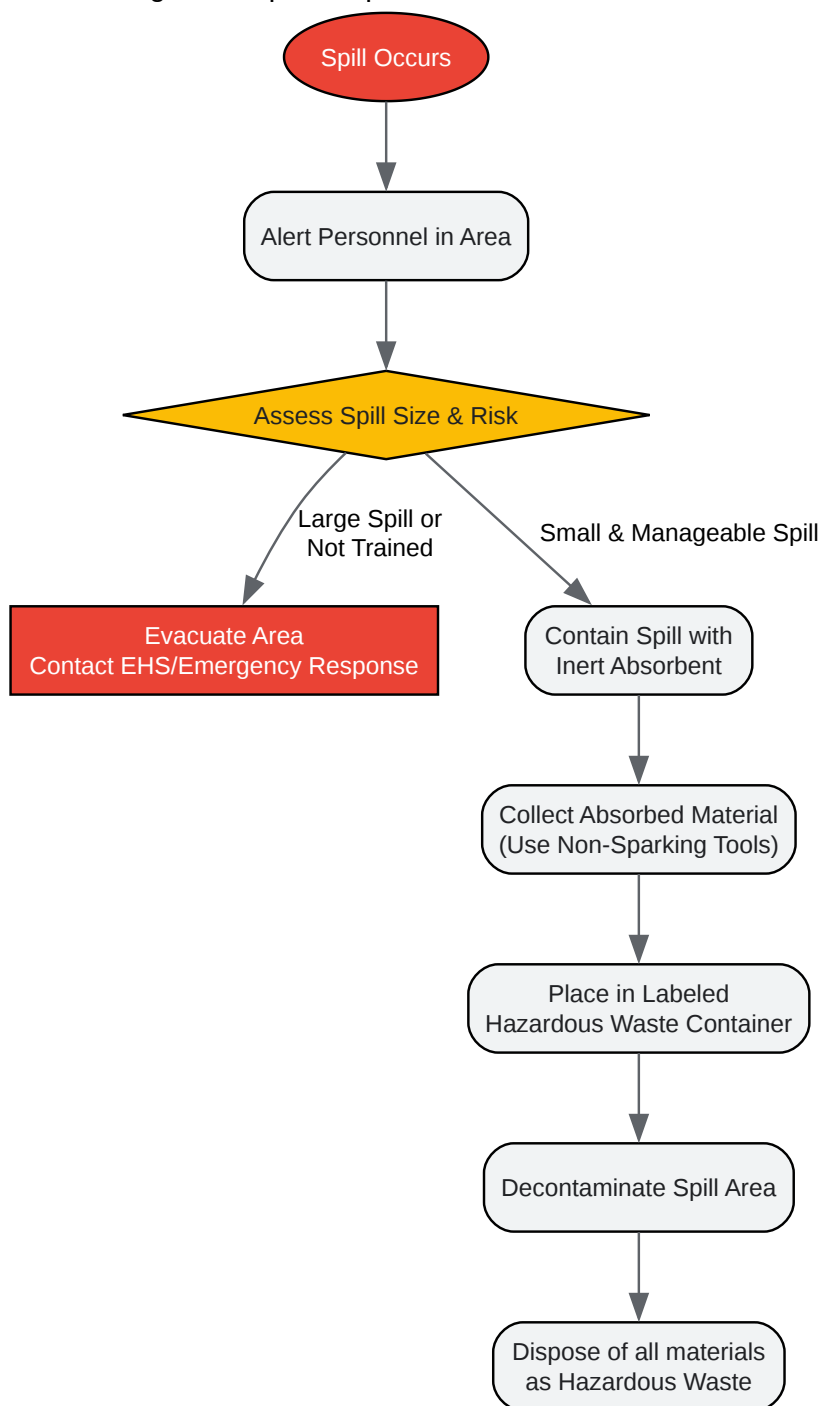 Spill Occurs
Alert Personnel in Area
Assess Spill Size & Risk
Large Spill or
Not Trained
Small & Manageable Spill
Evacuate Area
Contact EHS/Emergency Response
Contain Spill with
Inert Absorbent
Collect Absorbed Material
(Use Non-Sparking Tools)
Place in Labeled
Hazardous Waste Container
Decontaminate Spill Area
Dispose of all materials
as Hazardous Waste